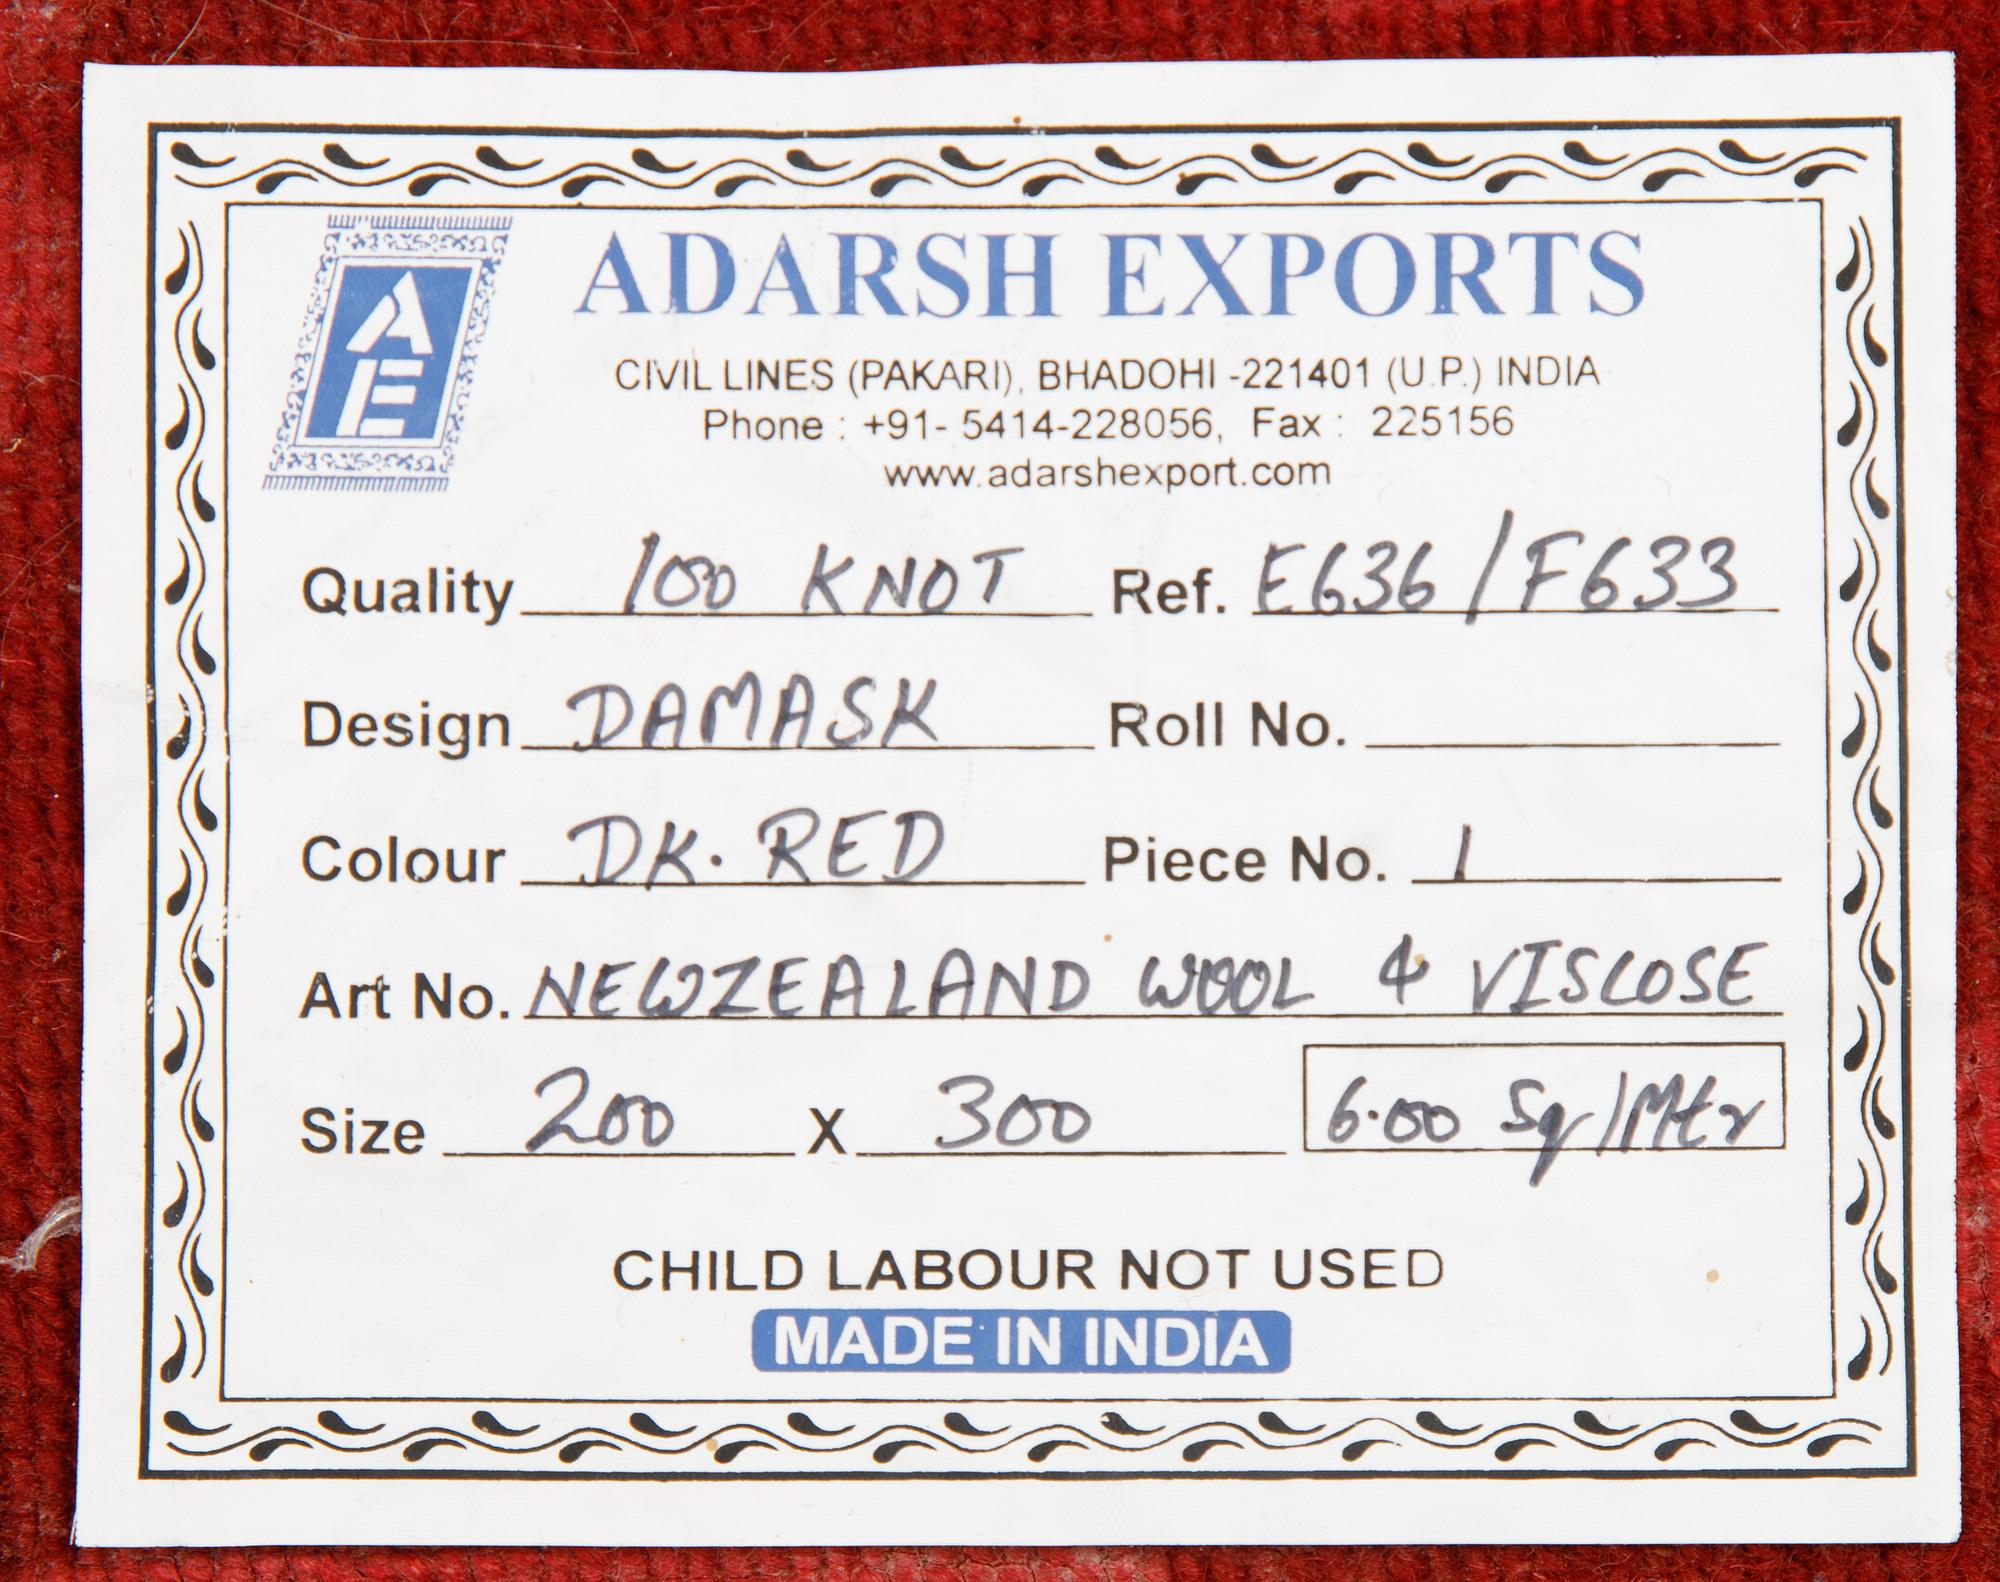 AE
ADARSH EXPORTS
CIVIL LINES (PAKARI), BHADOHI -221401 (U.P.) INDIA
Phone : +91- 5414-228056, Fax : 225156
www.adarshexport.com
Quality 100 KNOT Ref. E636/F633
Design DAMASK Roll No.
Colour DK. RED Piece No. 1
Art No. NEWZEALAND WOOL & VISCOSE
Size 200 X 300 6.00 Sq/Mtr
CHILD LABOUR NOT USED
MADE IN INDIA